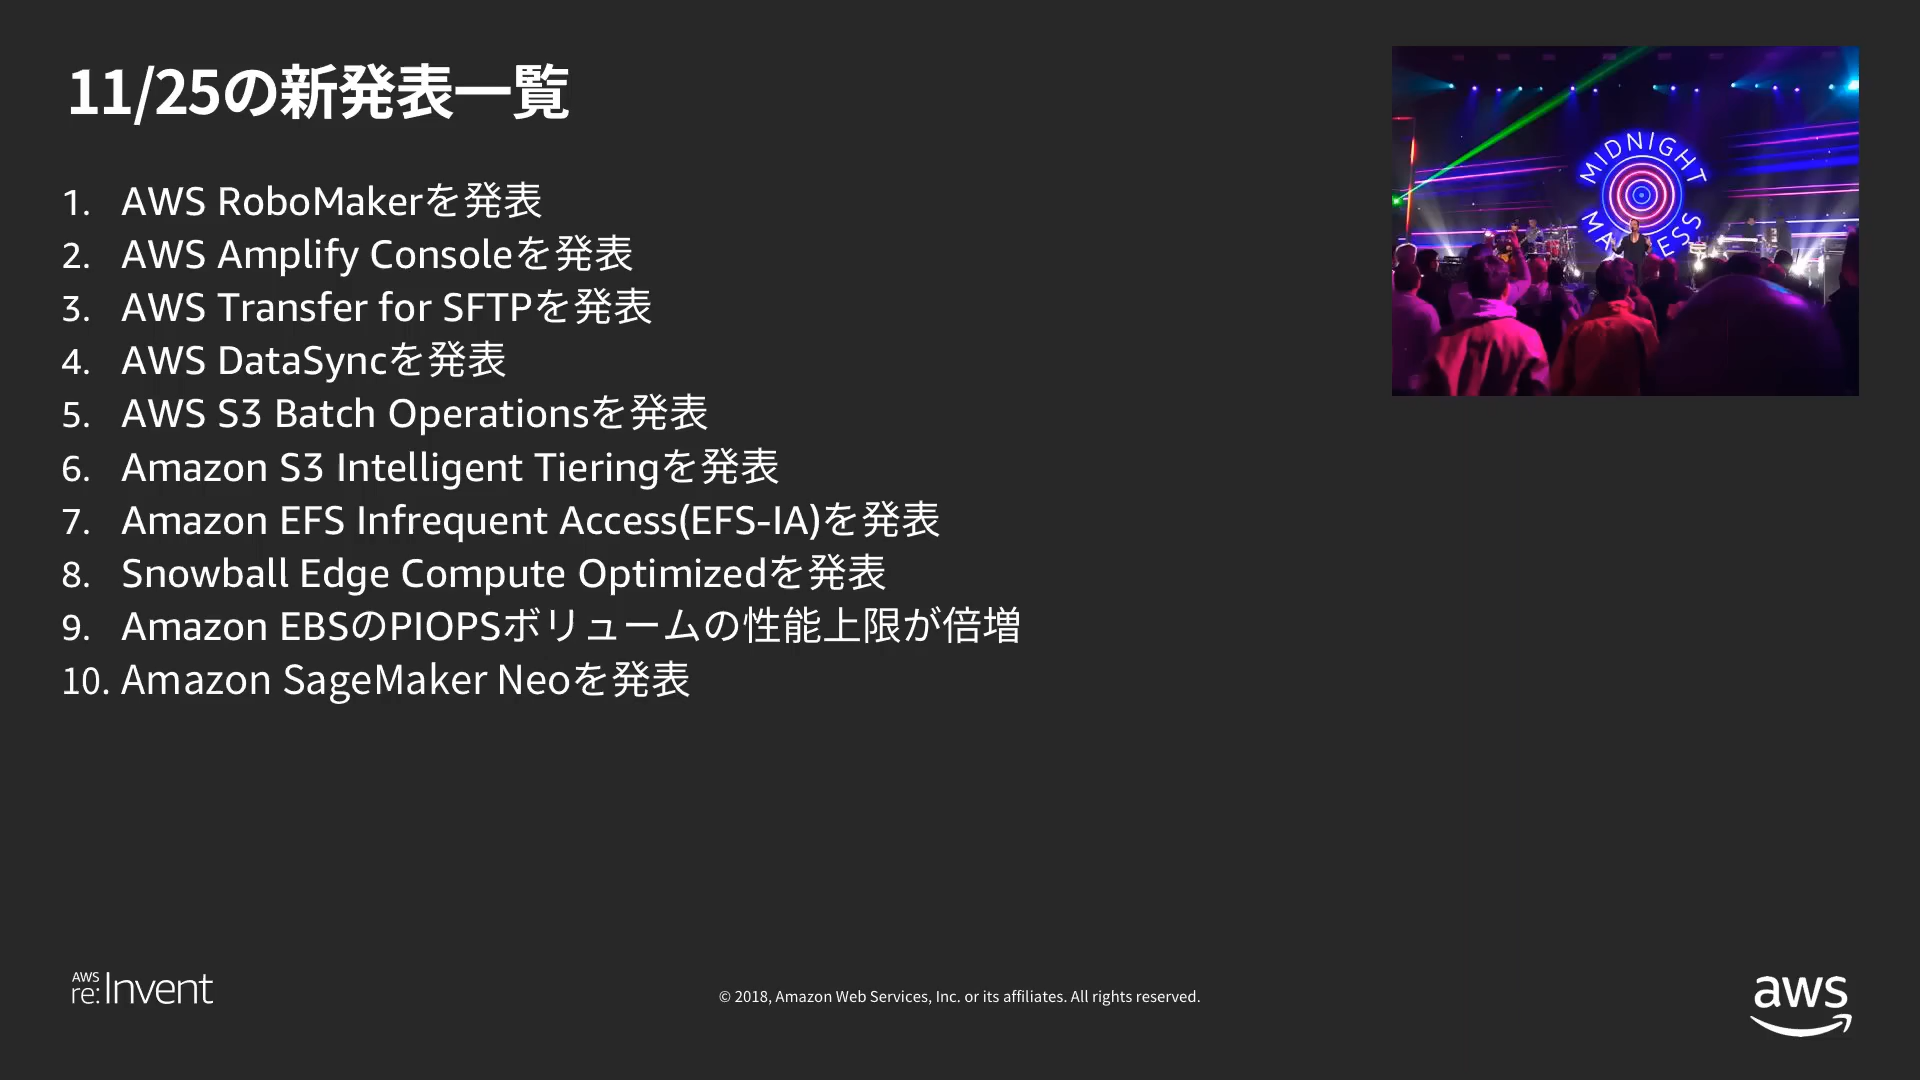 11/25の新発表一覧
MIDNIGHT
1. AWS RoboMakerを発表
2. AWS Amplify Consoleを発表
3. AWS Transfer for SFTPを発表
4. AWS DataSyncを発表
5. AWS S3 Batch Operationsを発表
6. Amazon S3 Intelligent Tieringを発表
7. Amazon EFS Infrequent Access(EFS-IA)を発表
8. Snowball Edge Compute Optimizedを発表
9. Amazon EBSのPIOPSボリュームの性能上限が倍増
10. Amazon SageMaker Neoを発表
AWS
re:Invent
© 2018, Amazon Web Services, Inc. or its affiliates. All rights reserved.
aws